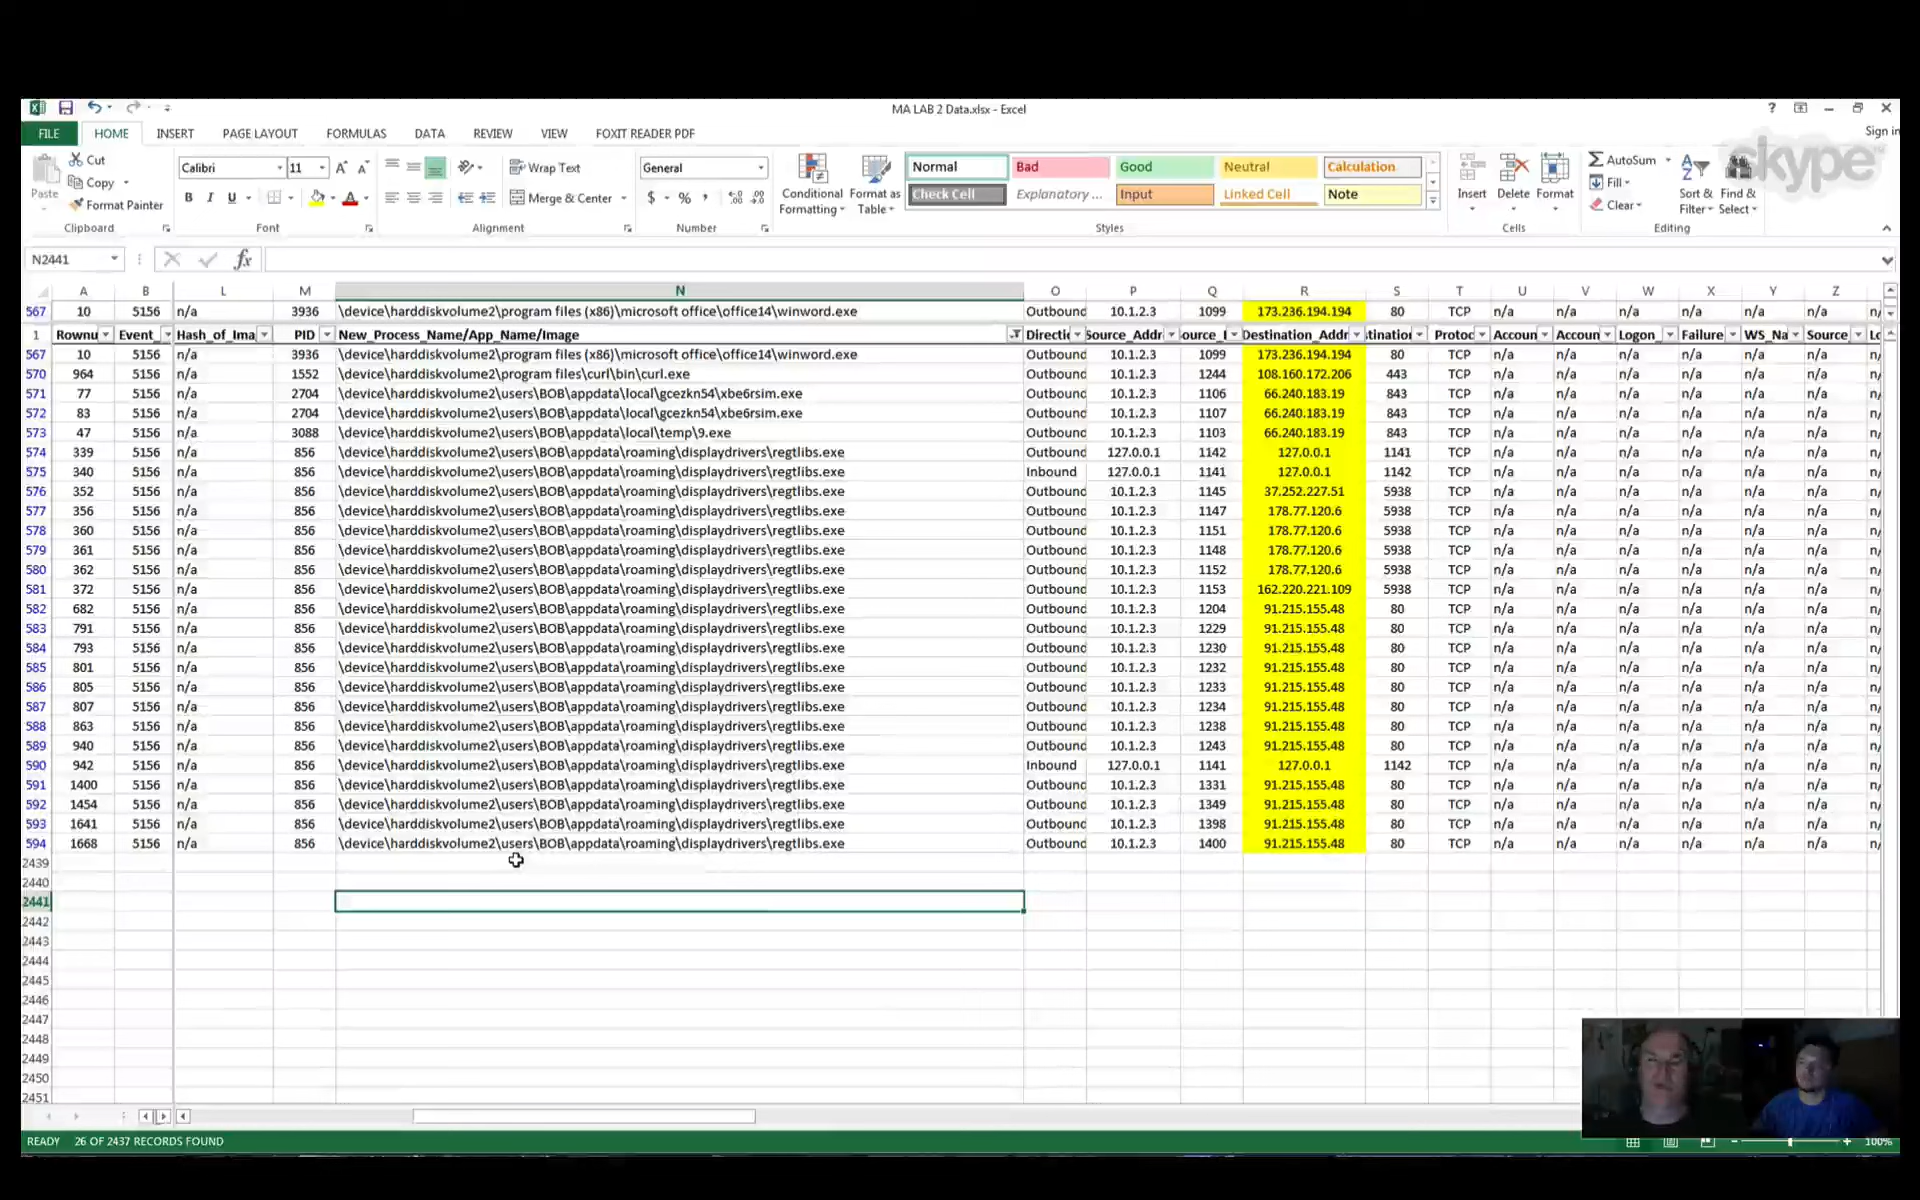 MA LAB 2 Data.xlsx - Excel
FILE HOME INSERT PAGE LAYOUT FORMULAS DATA REVIEW VIEW FOXIT READER PDF Sign in
skype
Paste Cut Copy Format Painter
Calibri 11 B I U
Wrap Text Merge & Center
General $ % ,
Conditional Formatting Format as Table
Normal Bad Good Neutral Calculation
Check Cell Explanatory ... Input Linked Cell Note
Insert Delete Format
AutoSum Fill Clear Sort & Filter Find & Select
Clipboard Font Alignment Number Styles Cells Editing
N2441 fx
A B L M N O P Q R S T U V W X Y Z
567 10 5156 n/a 3936 \device\harddiskvolume2\program files (x86)\microsoft office\office14\winword.exe Outbound 10.1.2.3 1099 173.236.194.194 80 TCP n/a n/a n/a n/a n/a n/a n/
1 Rownu Event_ Hash_of_Ima PID New_Process_Name/App_Name/Image Directi Source_Addr ource_I Destination_Addr stination Protoc Accoun Accoun Logon_ Failure WS_Na Source_ Lo
567 10 5156 n/a 3936 \device\harddiskvolume2\program files (x86)\microsoft office\office14\winword.exe Outbound 10.1.2.3 1099 173.236.194.194 80 TCP n/a n/a n/a n/a n/a n/a n/
570 964 5156 n/a 1552 \device\harddiskvolume2\program files\curl\bin\curl.exe Outbound 10.1.2.3 1244 108.160.172.206 443 TCP n/a n/a n/a n/a n/a n/a n/
571 77 5156 n/a 2704 \device\harddiskvolume2\users\BOB\appdata\local\gcezkn54\xbe6rsim.exe Outbound 10.1.2.3 1106 66.240.183.19 843 TCP n/a n/a n/a n/a n/a n/a n/
572 83 5156 n/a 2704 \device\harddiskvolume2\users\BOB\appdata\local\gcezkn54\xbe6rsim.exe Outbound 10.1.2.3 1107 66.240.183.19 843 TCP n/a n/a n/a n/a n/a n/a n/
573 47 5156 n/a 3088 \device\harddiskvolume2\users\BOB\appdata\local\temp\9.exe Outbound 10.1.2.3 1103 66.240.183.19 843 TCP n/a n/a n/a n/a n/a n/a n/
574 339 5156 n/a 856 \device\harddiskvolume2\users\BOB\appdata\roaming\displaydrivers\regtlibs.exe Outbound 127.0.0.1 1142 127.0.0.1 1141 TCP n/a n/a n/a n/a n/a n/a n/
575 340 5156 n/a 856 \device\harddiskvolume2\users\BOB\appdata\roaming\displaydrivers\regtlibs.exe Inbound 127.0.0.1 1141 127.0.0.1 1142 TCP n/a n/a n/a n/a n/a n/a n/
576 352 5156 n/a 856 \device\harddiskvolume2\users\BOB\appdata\roaming\displaydrivers\regtlibs.exe Outbound 10.1.2.3 1145 37.252.227.51 5938 TCP n/a n/a n/a n/a n/a n/a n/
577 356 5156 n/a 856 \device\harddiskvolume2\users\BOB\appdata\roaming\displaydrivers\regtlibs.exe Outbound 10.1.2.3 1147 178.77.120.6 5938 TCP n/a n/a n/a n/a n/a n/a n/
578 360 5156 n/a 856 \device\harddiskvolume2\users\BOB\appdata\roaming\displaydrivers\regtlibs.exe Outbound 10.1.2.3 1151 178.77.120.6 5938 TCP n/a n/a n/a n/a n/a n/a n/
579 361 5156 n/a 856 \device\harddiskvolume2\users\BOB\appdata\roaming\displaydrivers\regtlibs.exe Outbound 10.1.2.3 1148 178.77.120.6 5938 TCP n/a n/a n/a n/a n/a n/a n/
580 362 5156 n/a 856 \device\harddiskvolume2\users\BOB\appdata\roaming\displaydrivers\regtlibs.exe Outbound 10.1.2.3 1152 178.77.120.6 5938 TCP n/a n/a n/a n/a n/a n/a n/
581 372 5156 n/a 856 \device\harddiskvolume2\users\BOB\appdata\roaming\displaydrivers\regtlibs.exe Outbound 10.1.2.3 1153 162.220.221.109 5938 TCP n/a n/a n/a n/a n/a n/a n/
582 682 5156 n/a 856 \device\harddiskvolume2\users\BOB\appdata\roaming\displaydrivers\regtlibs.exe Outbound 10.1.2.3 1204 91.215.155.48 80 TCP n/a n/a n/a n/a n/a n/a n/
583 791 5156 n/a 856 \device\harddiskvolume2\users\BOB\appdata\roaming\displaydrivers\regtlibs.exe Outbound 10.1.2.3 1229 91.215.155.48 80 TCP n/a n/a n/a n/a n/a n/a n/
584 793 5156 n/a 856 \device\harddiskvolume2\users\BOB\appdata\roaming\displaydrivers\regtlibs.exe Outbound 10.1.2.3 1230 91.215.155.48 80 TCP n/a n/a n/a n/a n/a n/a n/
585 801 5156 n/a 856 \device\harddiskvolume2\users\BOB\appdata\roaming\displaydrivers\regtlibs.exe Outbound 10.1.2.3 1232 91.215.155.48 80 TCP n/a n/a n/a n/a n/a n/a n/
586 805 5156 n/a 856 \device\harddiskvolume2\users\BOB\appdata\roaming\displaydrivers\regtlibs.exe Outbound 10.1.2.3 1233 91.215.155.48 80 TCP n/a n/a n/a n/a n/a n/a n/
587 807 5156 n/a 856 \device\harddiskvolume2\users\BOB\appdata\roaming\displaydrivers\regtlibs.exe Outbound 10.1.2.3 1234 91.215.155.48 80 TCP n/a n/a n/a n/a n/a n/a n/
588 863 5156 n/a 856 \device\harddiskvolume2\users\BOB\appdata\roaming\displaydrivers\regtlibs.exe Outbound 10.1.2.3 1238 91.215.155.48 80 TCP n/a n/a n/a n/a n/a n/a n/
589 940 5156 n/a 856 \device\harddiskvolume2\users\BOB\appdata\roaming\displaydrivers\regtlibs.exe Outbound 10.1.2.3 1243 91.215.155.48 80 TCP n/a n/a n/a n/a n/a n/a n/
590 942 5156 n/a 856 \device\harddiskvolume2\users\BOB\appdata\roaming\displaydrivers\regtlibs.exe Inbound 127.0.0.1 1141 127.0.0.1 1142 TCP n/a n/a n/a n/a n/a n/a n/
591 1400 5156 n/a 856 \device\harddiskvolume2\users\BOB\appdata\roaming\displaydrivers\regtlibs.exe Outbound 10.1.2.3 1331 91.215.155.48 80 TCP n/a n/a n/a n/a n/a n/a n/
592 1454 5156 n/a 856 \device\harddiskvolume2\users\BOB\appdata\roaming\displaydrivers\regtlibs.exe Outbound 10.1.2.3 1349 91.215.155.48 80 TCP n/a n/a n/a n/a n/a n/a n/
593 1641 5156 n/a 856 \device\harddiskvolume2\users\BOB\appdata\roaming\displaydrivers\regtlibs.exe Outbound 10.1.2.3 1398 91.215.155.48 80 TCP n/a n/a n/a n/a n/a n/a n/
594 1668 5156 n/a 856 \device\harddiskvolume2\users\BOB\appdata\roaming\displaydrivers\regtlibs.exe Outbound 10.1.2.3 1400 91.215.155.48 80 TCP n/a n/a n/a n/a n/a n/a n/
2439
2440
2441
2442
2443
2444
2445
2446
2447
2448
2449
2450
2451
READY 26 OF 2437 RECORDS FOUND 100%